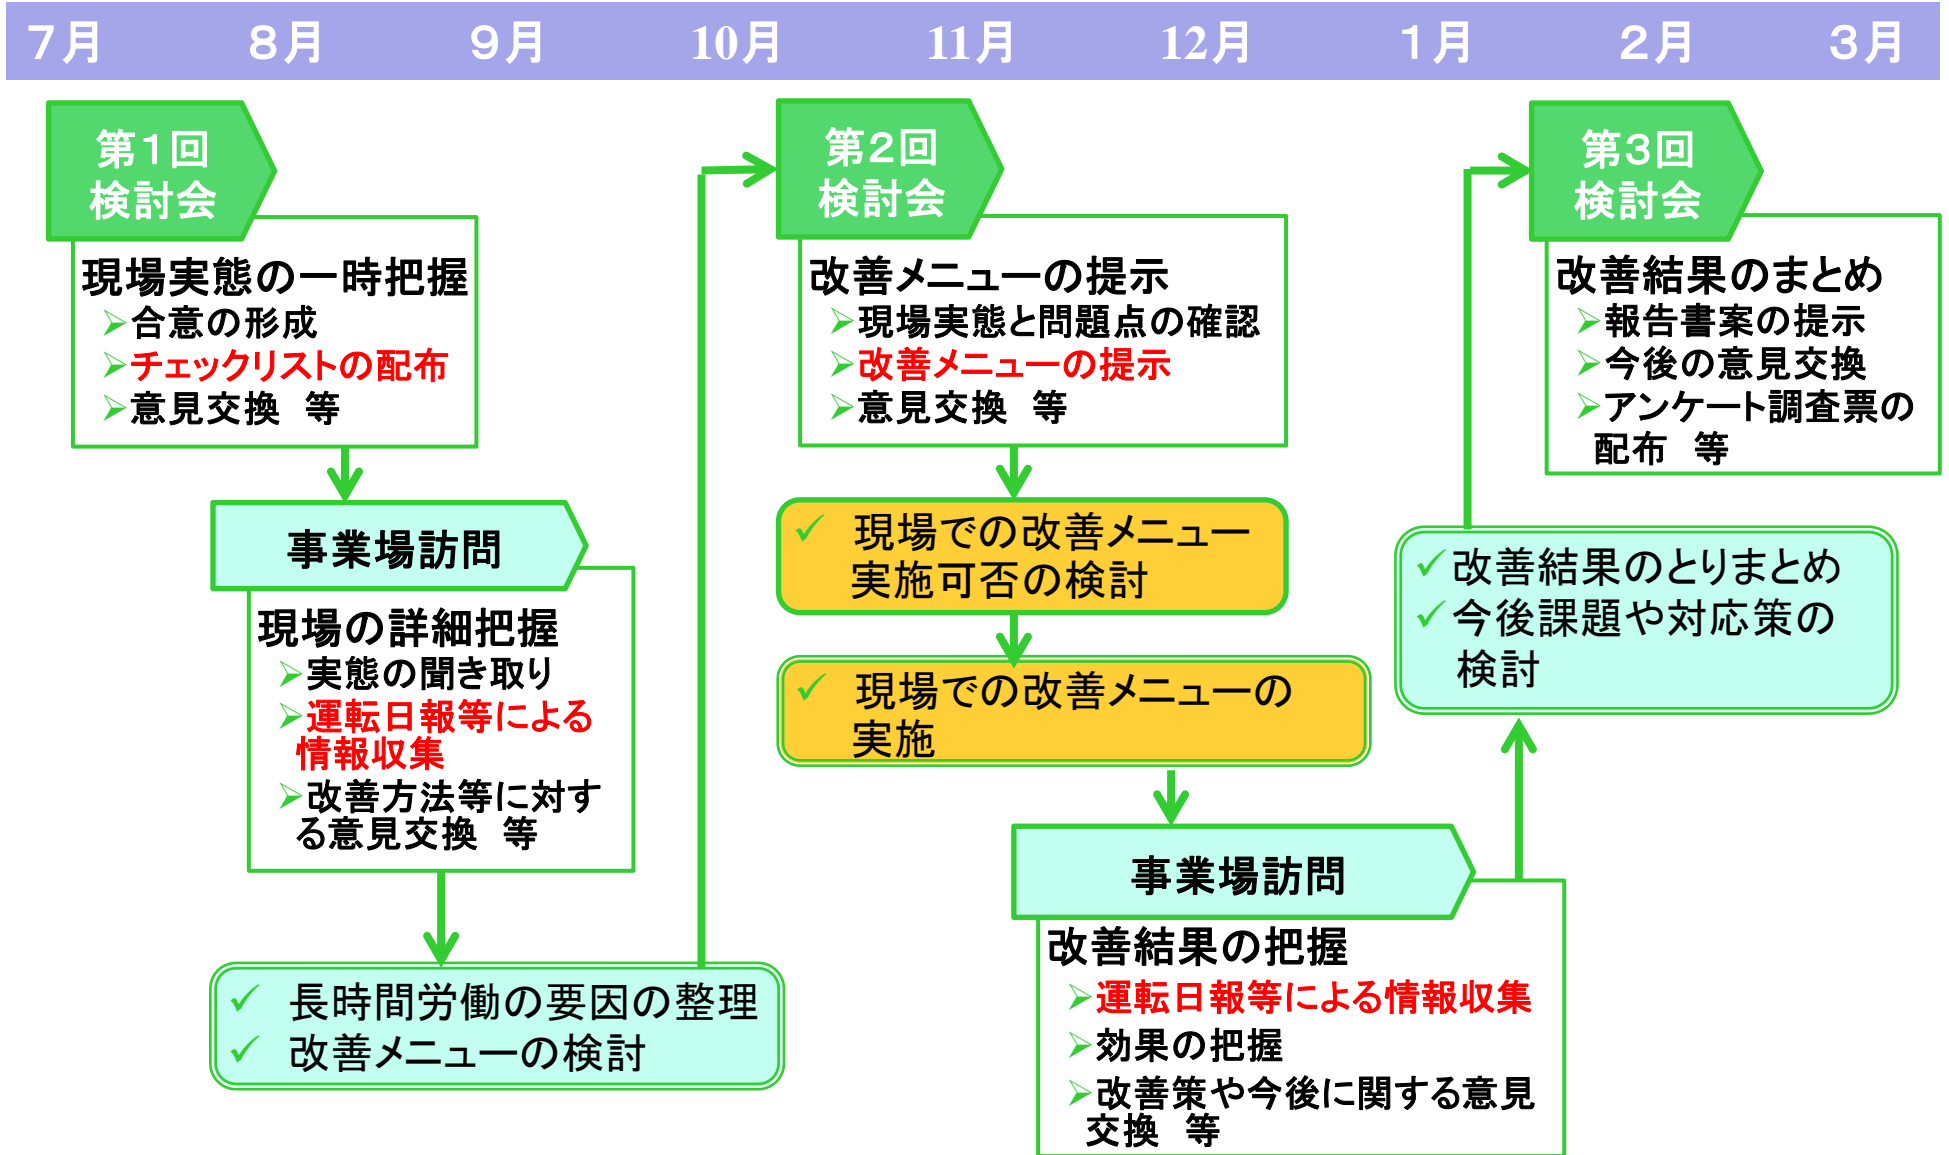 ７月 ８月 ９月 10月 11月 12月 １月 ２月 ３月
第１回
検討会
現場実態の一時把握
合意の形成
チェックリストの配布
意見交換　等
事業場訪問
現場の詳細把握
実態の聞き取り
運転日報等による
情報収集
改善方法等に対す
る意見交換　等
長時間労働の要因の整理
改善メニューの検討
第２回
検討会
改善メニューの提示
現場実態と問題点の確認
改善メニューの提示
意見交換　等
現場での改善メニュー
実施可否の検討
現場での改善メニューの
実施
事業場訪問
改善結果の把握
運転日報等による情報収集
効果の把握
改善策や今後に関する意見
交換　等
改善結果のとりまとめ
今後課題や対応策の
検討
第３回
検討会
改善結果のまとめ
報告書案の提示
今後の意見交換
アンケート調査票の
配布　等